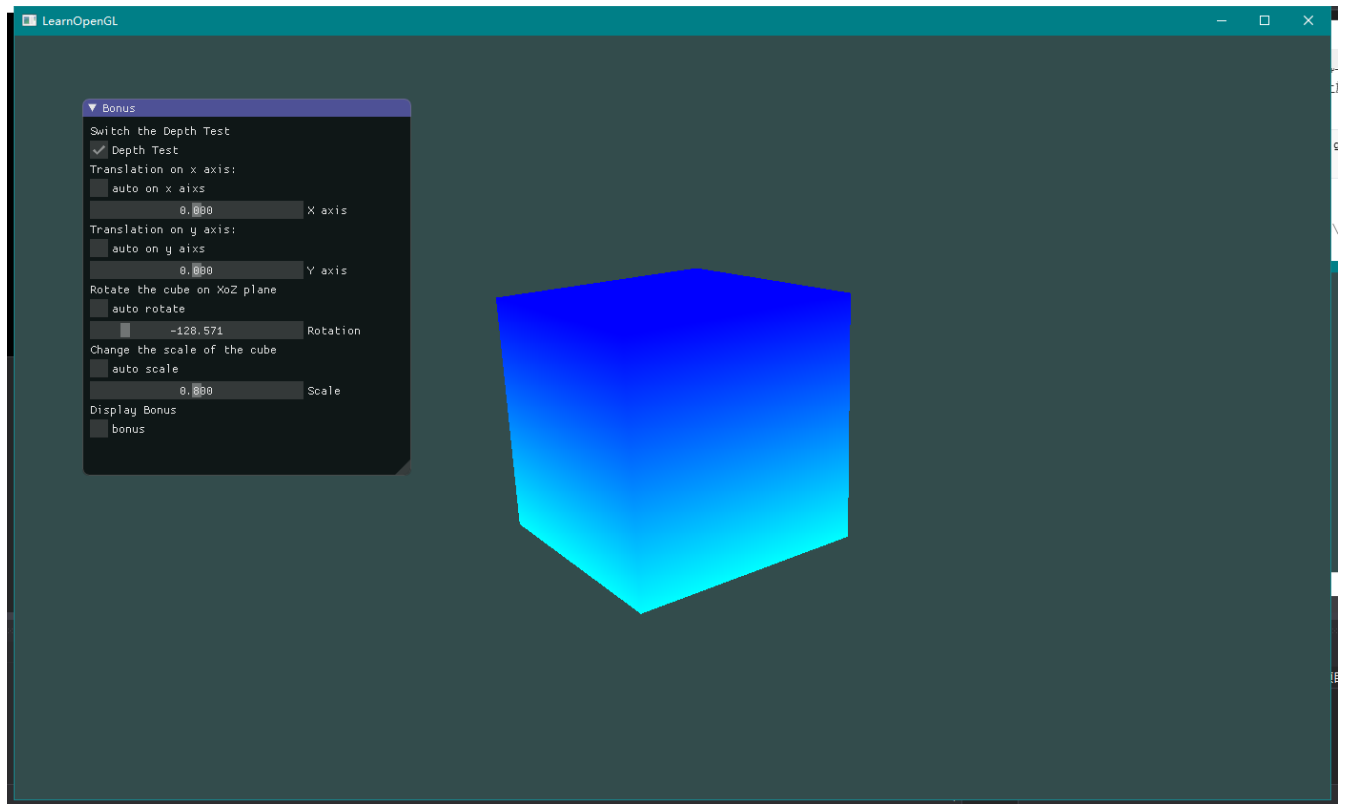 LearnOpenGL
Bonus
Switch the Depth Test
Depth Test
Translation on x axis:
auto on x aixs
0.000 X axis
Translation on y axis:
auto on y aixs
0.000 Y axis
Rotate the cube on XoZ plane
auto rotate
-128.571 Rotation
Change the scale of the cube
auto scale
0.800 Scale
Display Bonus
bonus